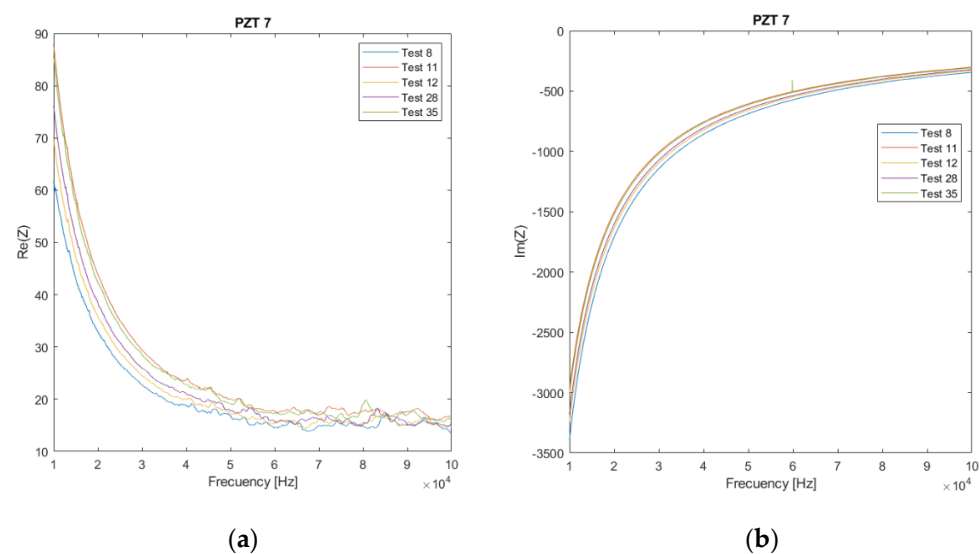 PZT 7
90
80
70
60
50
40
30
20
10
Re(Z)
Test 8
Test 11
Test 12
Test 28
Test 35
1 2 3 4 5 6 7 8 9 10
Frecuency [Hz]
× 10^4
(a)
PZT 7
0
-500
-1000
-1500
-2000
-2500
-3000
-3500
Im(Z)
Test 8
Test 11
Test 12
Test 28
Test 35
1 2 3 4 5 6 7 8 9 10
Frecuency [Hz]
× 10^4
(b)